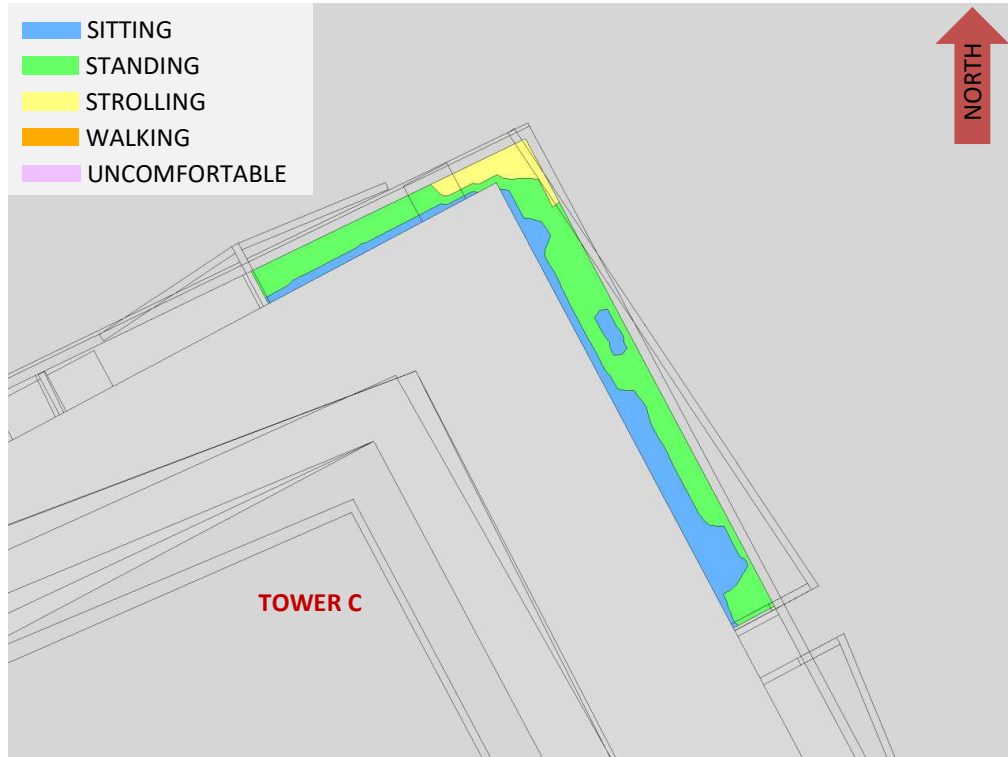 SITTING
STANDING
STROLLING
WALKING
UNCOMFORTABLE
NORTH
TOWER C